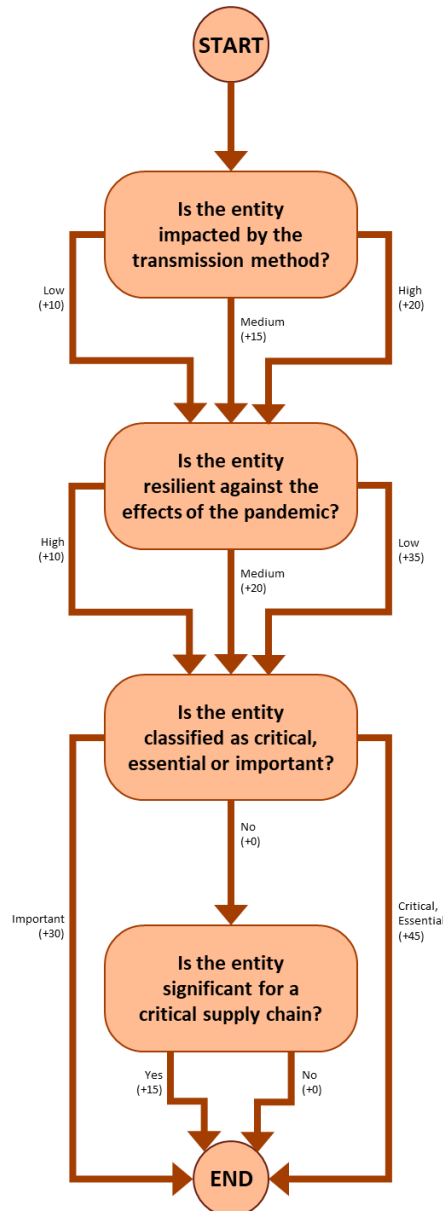 START
Is the entity
impacted by the
transmission method?
Low
(+10)
High
(+20)
Medium
(+15)
Is the entity
resilient against the
effects of the pandemic?
High
(+10)
Low
(+35)
Medium
(+20)
Is the entity
classified as critical,
essential or important?
No
(+0)
Important
(+30)
Critical,
Essential
(+45)
Is the entity
significant for a
critical supply chain?
Yes
(+15)
No
(+0)
END